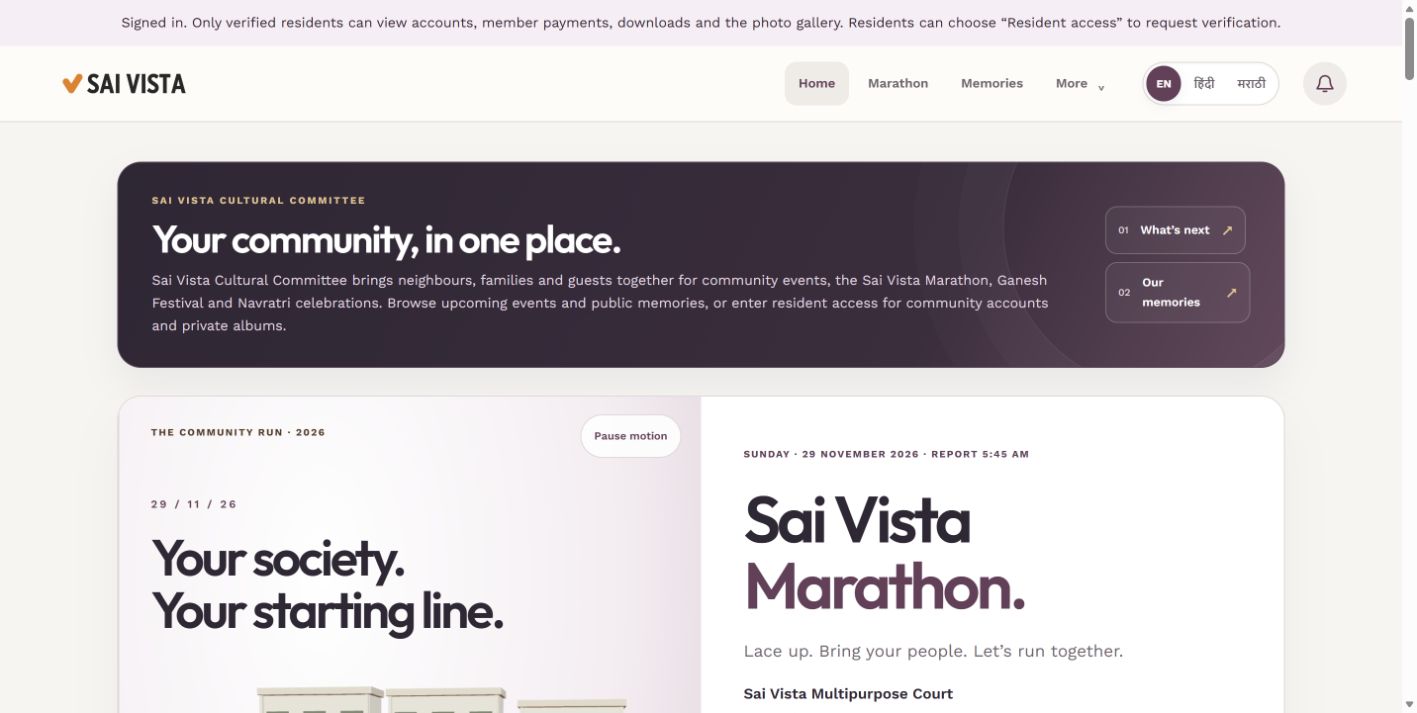 Signed in. Only verified residents can view accounts, member payments, downloads and the photo gallery. Residents can choose “Resident access” to request verification.
SAI VISTA
Home
Marathon
Memories
More
EN
हिंदी
मराठी
SAI VISTA CULTURAL COMMITTEE
Your community, in one place.
Sai Vista Cultural Committee brings neighbours, families and guests together for community events, the Sai Vista Marathon, Ganesh
Festival and Navratri celebrations. Browse upcoming events and public memories, or enter resident access for community accounts
and private albums.
01 What’s next ↗
02 Our
memories ↗
THE COMMUNITY RUN · 2026
Pause motion
29 / 11 / 26
Your society.
Your starting line.
SUNDAY · 29 NOVEMBER 2026 · REPORT 5:45 AM
Sai Vista
Marathon.
Lace up. Bring your people. Let’s run together.
Sai Vista Multipurpose Court